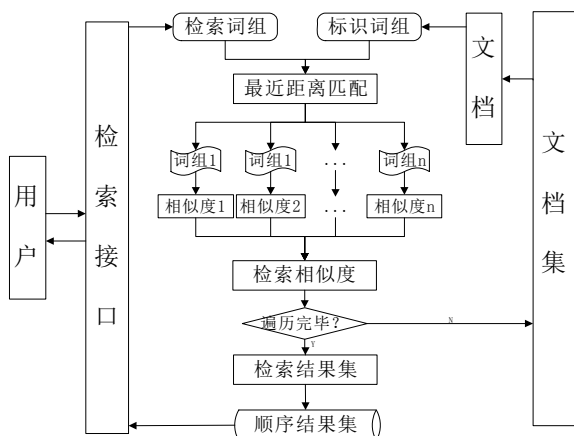 检索词组
标识词组
文档
最近距离匹配
检索接口
文档集
词组1
词组1
...
词组n
用户
相似度1
相似度2
...
相似度n
检索相似度
遍历完毕?
N
Y
检索结果集
顺序结果集